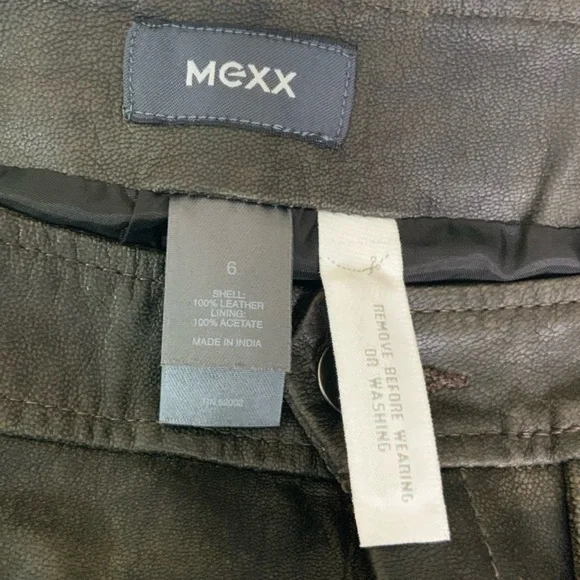 Mexx
6
SHELL:
100% LEATHER
LINING:
100% ACETATE
MADE IN INDIA
REMOVE BEFORE WEARING
OR WASHING